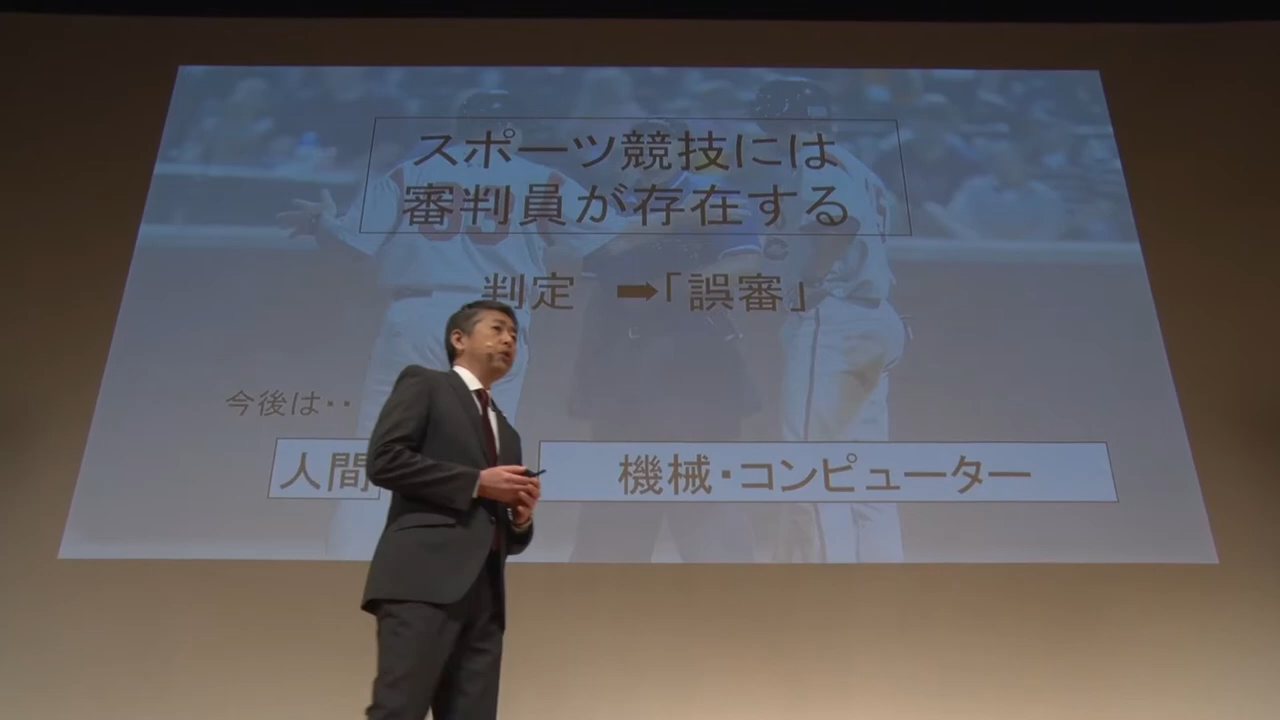 スポーツ競技には
審判員が存在する
判定 ➡「誤審」
今後は・・
人間
機械・コンピューター